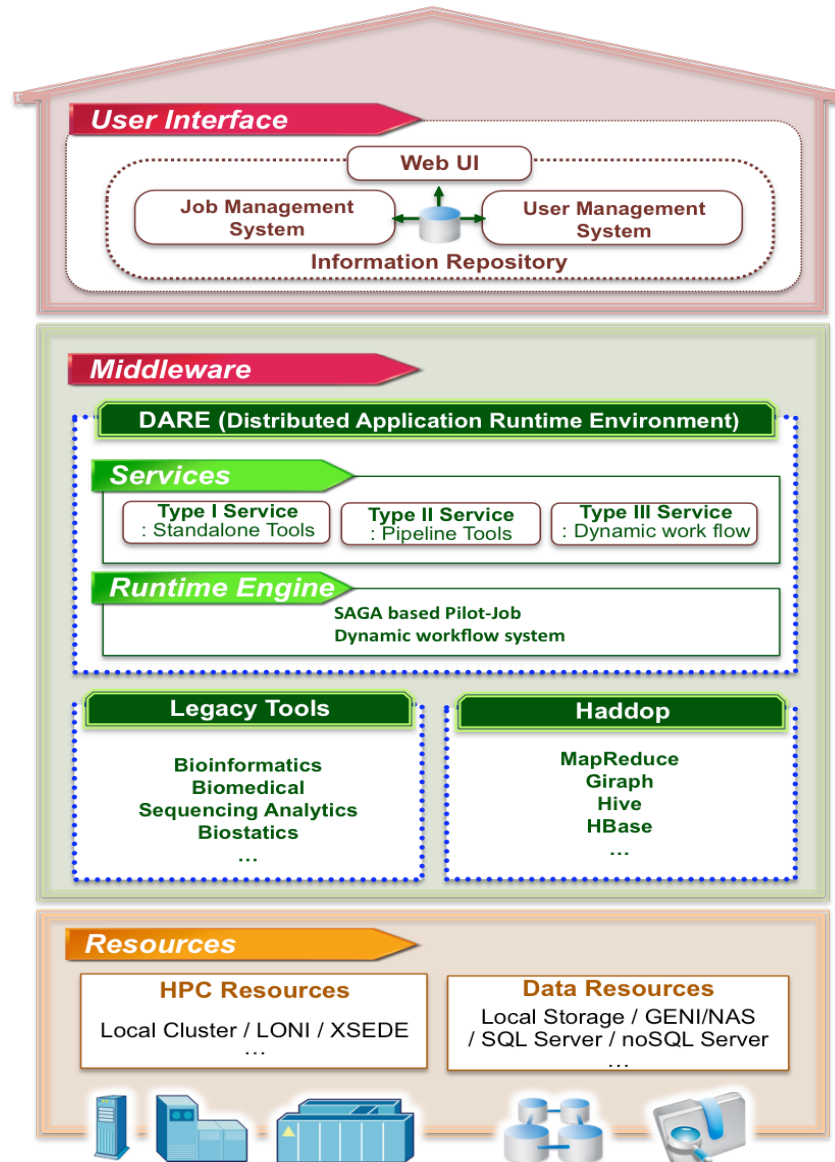 User Interface
Web UI
Job Management
System
User Management
System
Information Repository
Middleware
DARE (Distributed Application Runtime Environment)
Services
Type I Service
: Standalone Tools
Type II Service
: Pipeline Tools
Type III Service
: Dynamic work flow
Runtime Engine
SAGA based Pilot-Job
Dynamic workflow system
Legacy Tools
Bioinformatics
Biomedical
Sequencing Analytics
Biostatics
...
Haddop
MapReduce
Giraph
Hive
HBase
...
Resources
HPC Resources
Local Cluster / LONI / XSEDE
...
Data Resources
Local Storage / GENI/NAS
/ SQL Server / noSQL Server
...